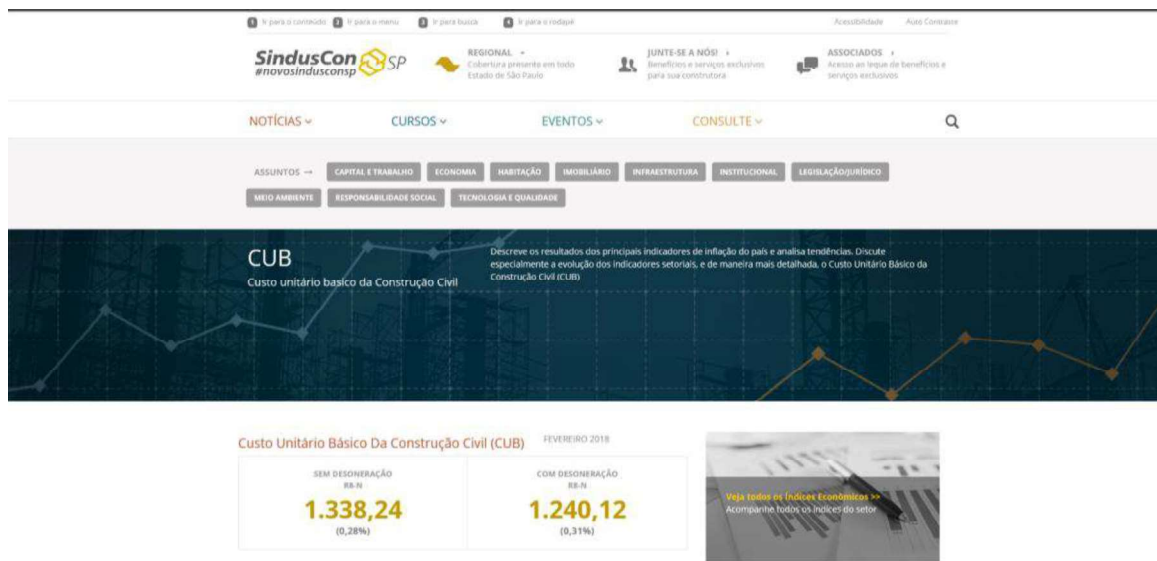 1 Ir para o conteúdo 2 Ir para o menu 3 Ir para busca 4 Ir para o rodapé
Acessibilidade Auto Contraste
SindusCon SP
#novosindusconsp
REGIONAL
Cobertura presente em todo
Estado de São Paulo
JUNTE-SE A NÓS!
Benefícios e serviços exclusivos
para sua construtora
ASSOCIADOS
Acesso ao leque de benefícios e
serviços exclusivos
NOTÍCIAS CURSOS EVENTOS CONSULTE
ASSUNTOS → CAPITAL E TRABALHO ECONOMIA HABITAÇÃO IMOBILIÁRIO INFRAESTRUTURA INSTITUCIONAL LEGISLAÇÃO/JURÍDICO
MEIO AMBIENTE RESPONSABILIDADE SOCIAL TECNOLOGIA E QUALIDADE
CUB
Custo unitário basico da Construção Civil
Descreve os resultados dos principais indicadores de inflação do país e analisa tendências. Discute
especialmente a evolução dos indicadores setoriais, e de maneira mais detalhada, o Custo Unitário Básico da
Construção Civil (CUB)
Custo Unitário Básico Da Construção Civil (CUB) FEVEREIRO 2018
SEM DESONERAÇÃO
R8-N
1.338,24
(0,28%)
COM DESONERAÇÃO
R8-N
1.240,12
(0,31%)
Veja todos os Índices Econômicos >>
Acompanhe todos os índices do setor